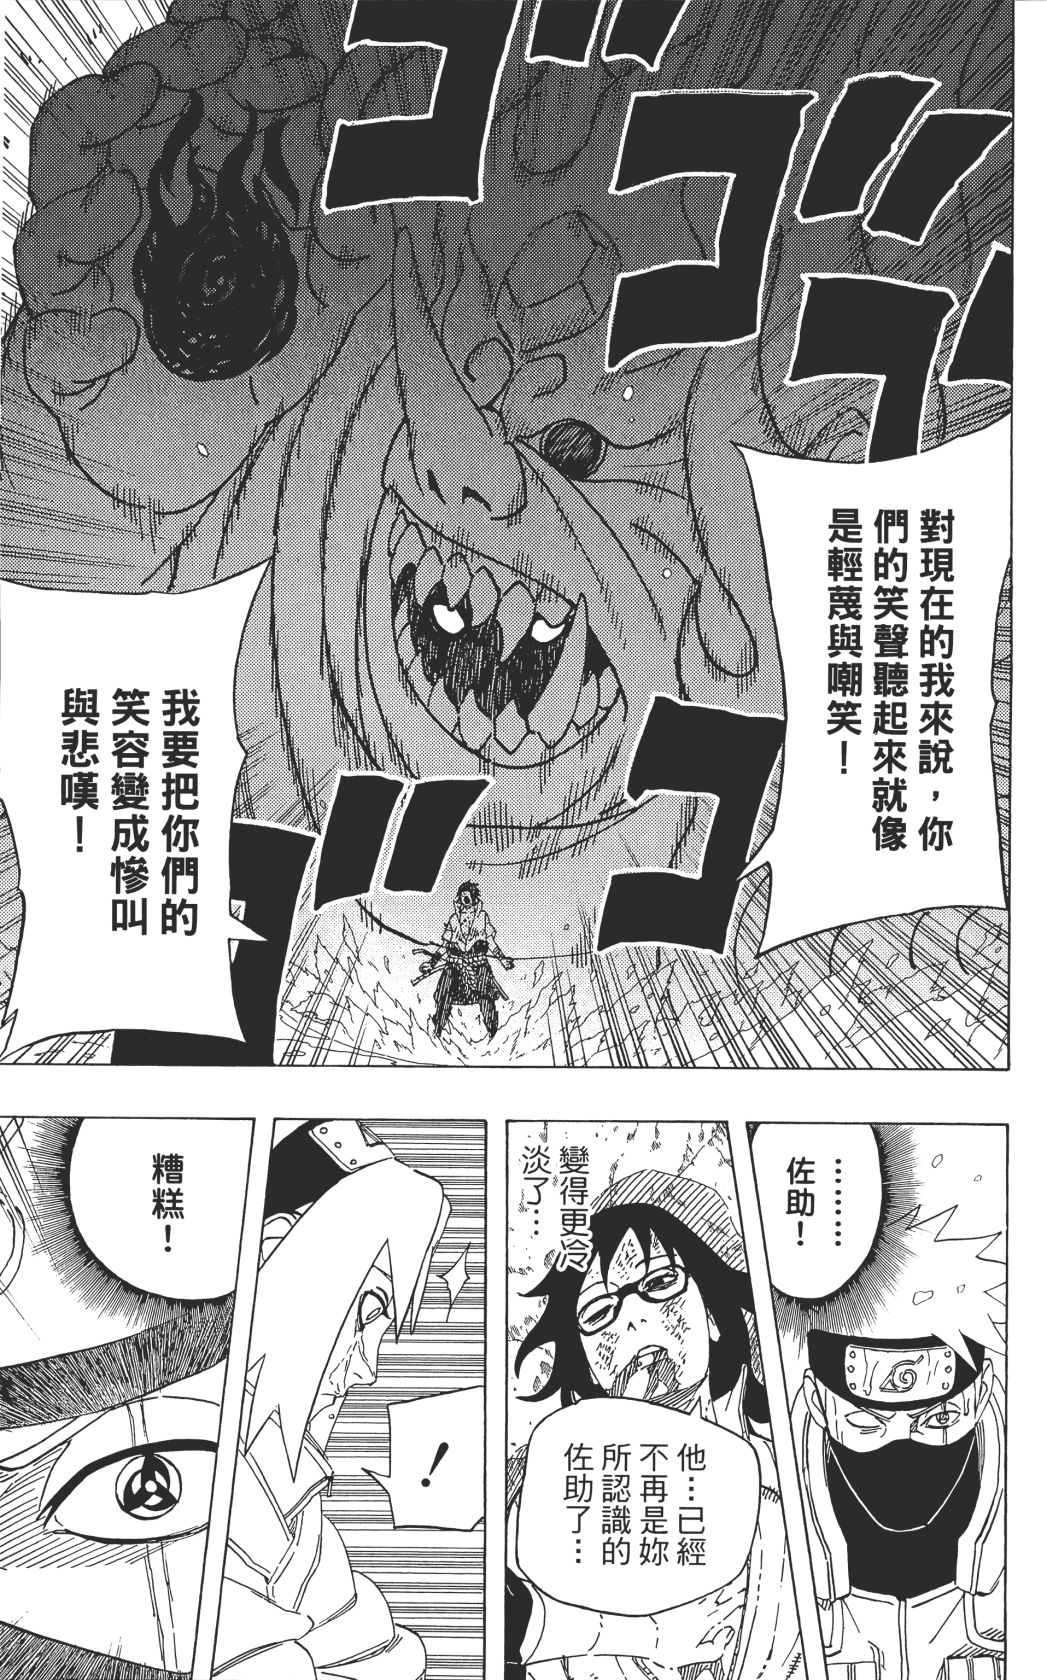 ゴゴゴゴ
對現在的我來說，你
們的笑聲聽起來就像
是輕蔑與嘲笑！
我要把你們的
笑容變成慘叫
與悲嘆！
………
佐助！
變得更冷
淡了…
他…已經
不再是妳
所認識的
佐助了…
！
糟糕！